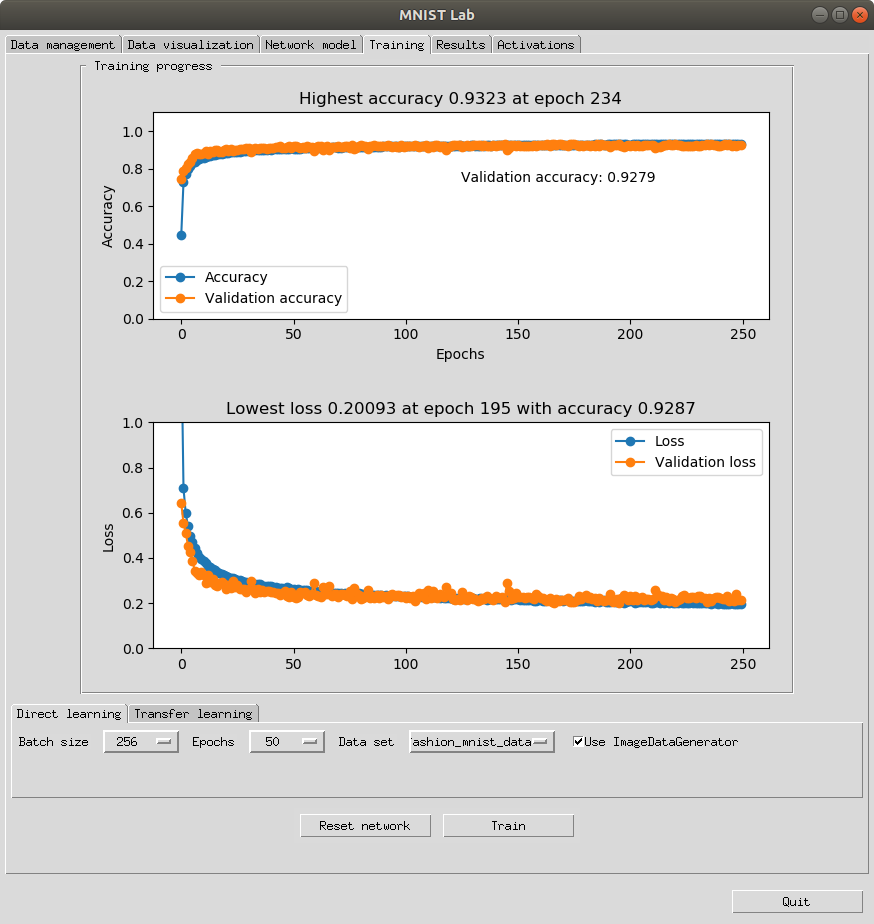 MNIST Lab
Data management Data visualization Network model Training Results Activations
Training progress
Highest accuracy 0.9323 at epoch 234
1.0
0.8
0.6
0.4
0.2
0.0
Accuracy
Validation accuracy: 0.9279
Accuracy
Validation accuracy
0 50 100 150 200 250
Epochs
Lowest loss 0.20093 at epoch 195 with accuracy 0.9287
1.0
0.8
0.6
0.4
0.2
0.0
Loss
Loss
Validation loss
0 50 100 150 200 250
Direct learning Transfer learning
Batch size 256 Epochs 50 Data set fashion_mnist_data Use ImageDataGenerator
Reset network Train
Quit